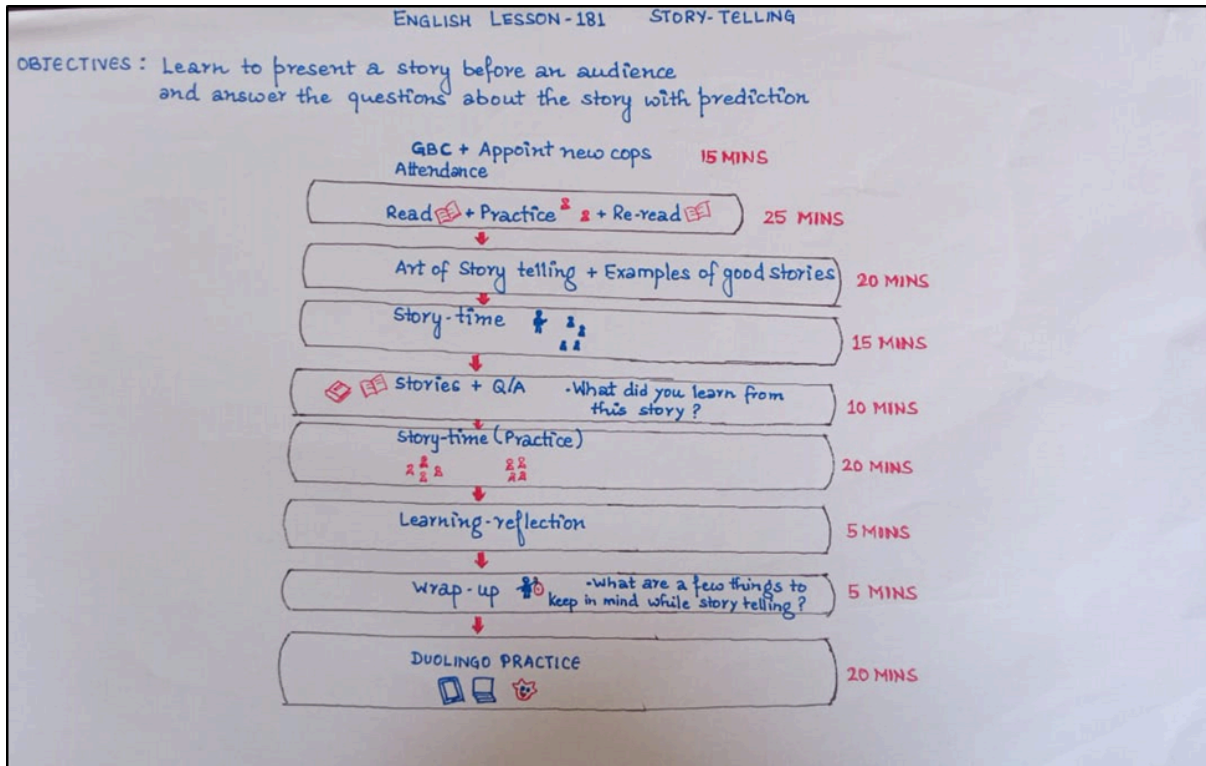 ENGLISH LESSON-181 STORY-TELLING
OBJECTIVES: Learn to present a story before an audience
and answer the questions about the story with prediction
GBC + Appoint new cops 15 MINS
Attendance
Read + Practice + Re-read 25 MINS
Art of Story telling + Examples of good stories 20 MINS
Story-time 15 MINS
Stories + Q/A -What did you learn from
this story? 10 MINS
Story-time (Practice)
20 MINS
Learning-reflection 5 MINS
Wrap-up -What are a few things to
keep in mind while story telling? 5 MINS
DUOLINGO PRACTICE
20 MINS